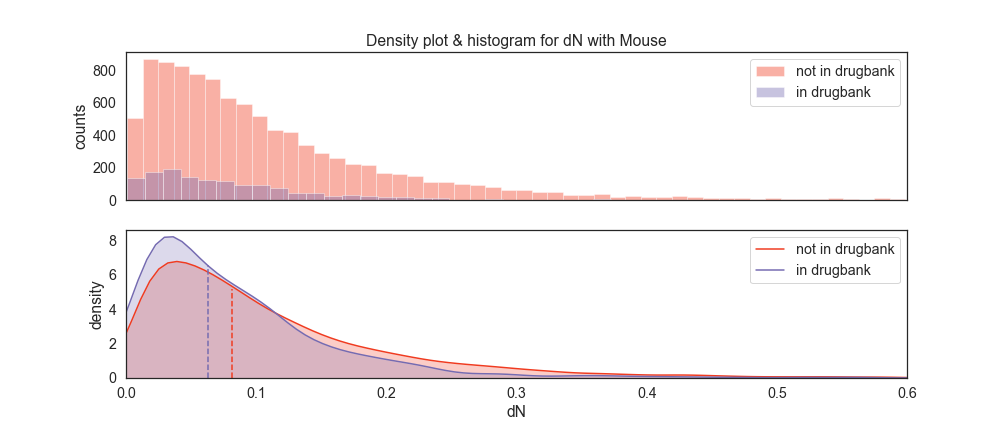 Density plot & histogram for dN with Mouse
800
600
400
200
0
counts
not in drugbank
in drugbank
8
6
4
2
0
density
not in drugbank
in drugbank
0.0 0.1 0.2 0.3 0.4 0.5 0.6
dN